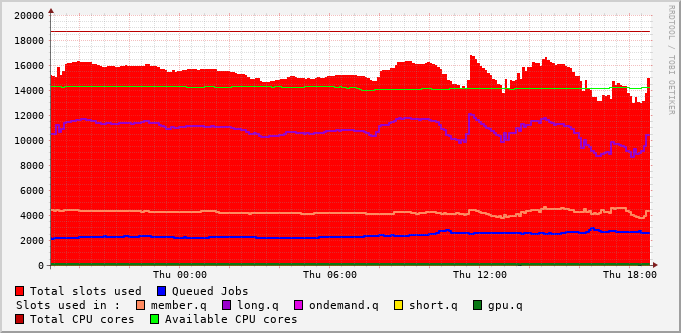 20000
18000
16000
14000
12000
10000
8000
6000
4000
2000
0
Thu 00:00 Thu 06:00 Thu 12:00 Thu 18:00
Total slots used Queued Jobs
Slots used in : member.q long.q ondemand.q short.q gpu.q
Total CPU cores Available CPU cores
RRDTOOL / TOBI OETIKER